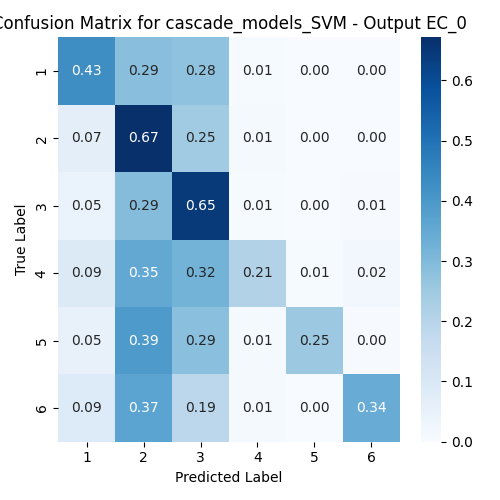 Confusion Matrix for cascade_models_SVM - Output EC_0
1 0.43 0.29 0.28 0.01 0.00 0.00
2 0.07 0.67 0.25 0.01 0.00 0.00
3 0.05 0.29 0.65 0.01 0.00 0.01
4 0.09 0.35 0.32 0.21 0.01 0.02
5 0.05 0.39 0.29 0.01 0.25 0.00
6 0.09 0.37 0.19 0.01 0.00 0.34
1 2 3 4 5 6
Predicted Label
True Label
0.6
0.5
0.4
0.3
0.2
0.1
0.0